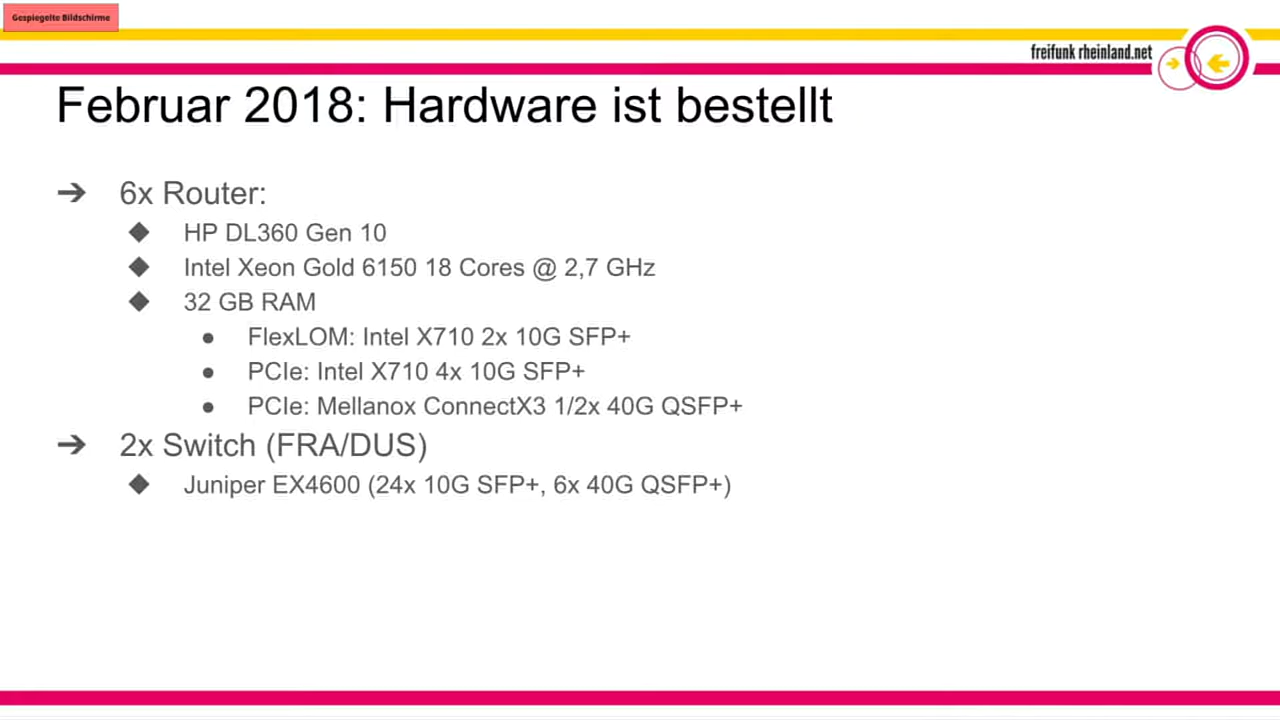 Gespiegelte Bildschirme
freifunk rheinland.net
Februar 2018: Hardware ist bestellt
➔ 6x Router:
◆ HP DL360 Gen 10
◆ Intel Xeon Gold 6150 18 Cores @ 2,7 GHz
◆ 32 GB RAM
● FlexLOM: Intel X710 2x 10G SFP+
● PCIe: Intel X710 4x 10G SFP+
● PCIe: Mellanox ConnectX3 1/2x 40G QSFP+
➔ 2x Switch (FRA/DUS)
◆ Juniper EX4600 (24x 10G SFP+, 6x 40G QSFP+)